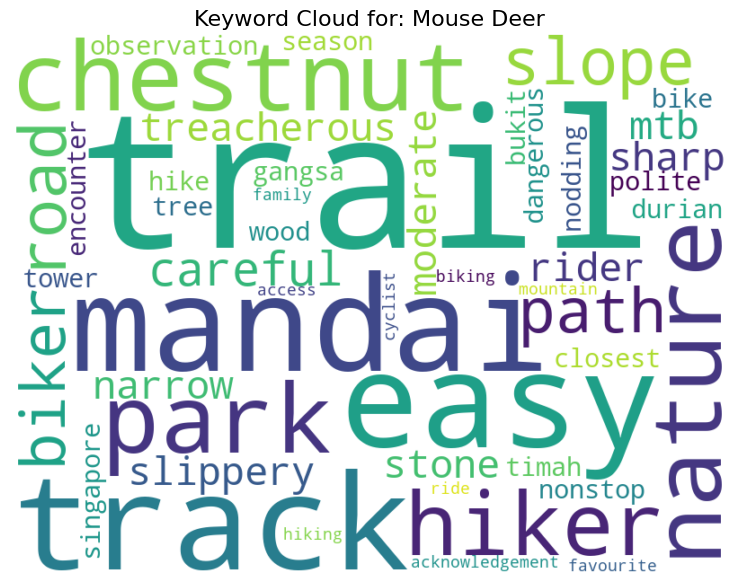 Keyword Cloud for: Mouse Deer
observation
season
chestnut
slope
bike
treacherous
trail
mtb
bukit
dangerous
nodding
sharp
encounter
road
moderate
hike
gangsa
polite
tree
family
durian
wood
nature
tower
careful
rider
access
biking
mountain
cyclist
mandai
path
biker
narrow
easy
closest
park
slippery
stone
timah
singapore
track
ride
nonstop
hiker
hiking
acknowledgement
favourite